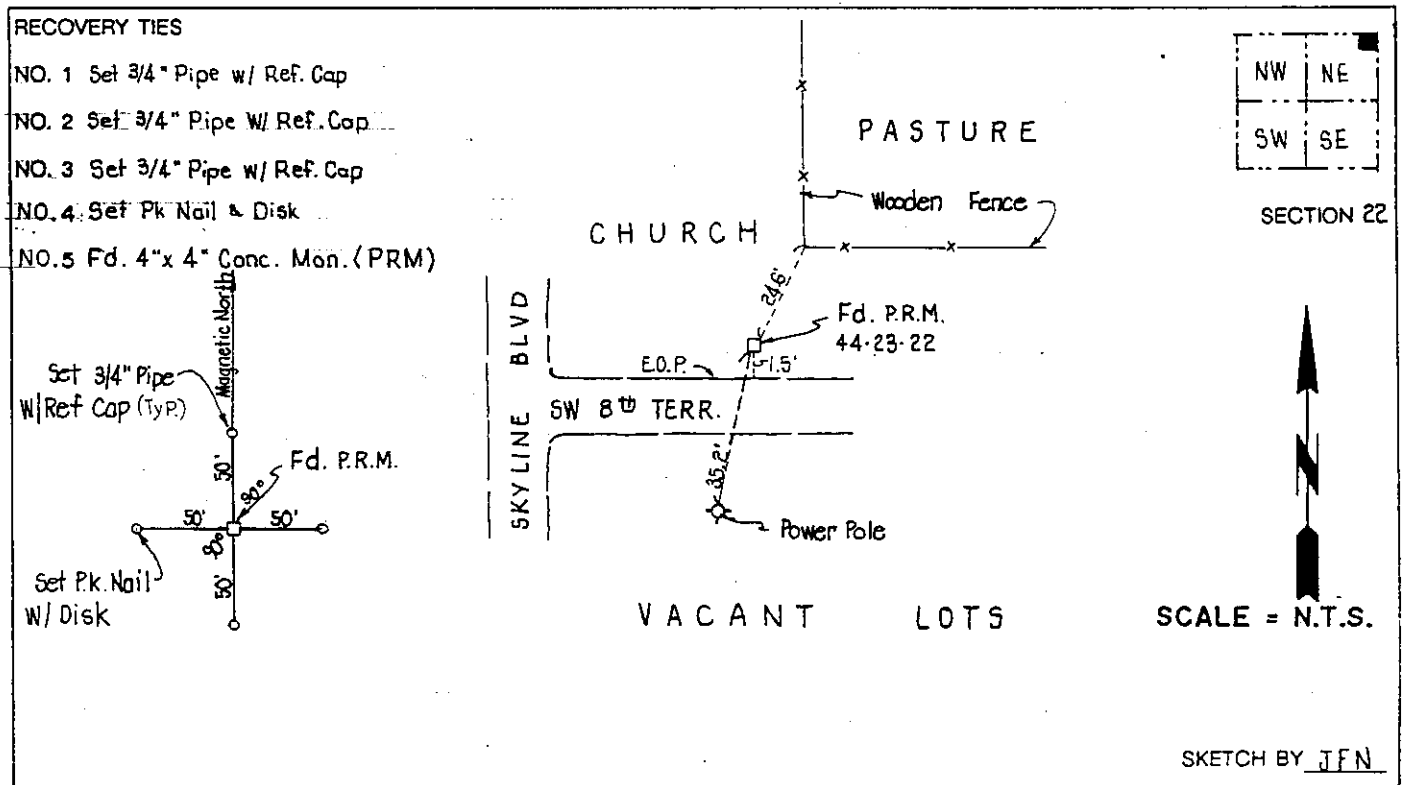 RECOVERY TIES
NO. 1 Set 3/4" Pipe w/ Ref. Cap
NO. 2 Set 3/4" Pipe W/ Ref. Cap
NO. 3 Set 3/4" Pipe w/ Ref. Cap
NO. 4 Set Pk Nail & Disk
NO. 5 Fd. 4" x 4" Conc. Mon. (PRM)
NW NE
SW SE
SECTION 22
PASTURE
Wooden Fence
CHURCH
24.6'
Fd. P.R.M.
44-23-22
1.5'
E.O.P.
SKYLINE BLVD
SW 8th TERR.
35.2'
Power Pole
VACANT LOTS
Magnetic North
Set 3/4" Pipe
W/Ref Cap (Typ.)
50'
90°
Fd. P.R.M.
50' 50'
90°
50'
Set P.k. Nail
W/ Disk
N
SCALE = N.T.S.
SKETCH BY JFN